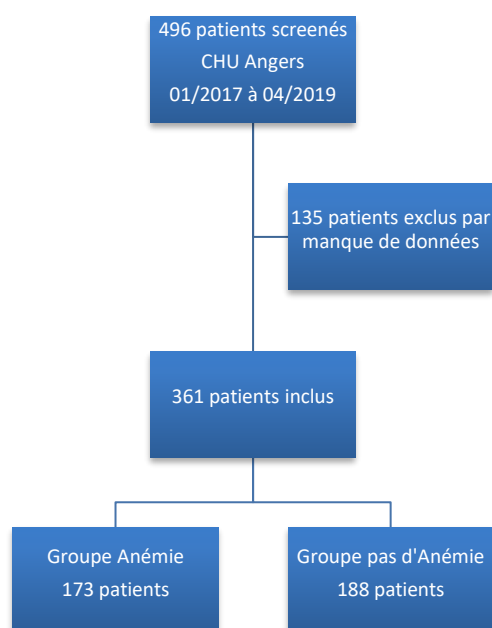 496 patients screenés
CHU Angers
01/2017 à 04/2019
135 patients exclus par
manque de données
361 patients inclus
Groupe Anémie
173 patients
Groupe pas d'Anémie
188 patients